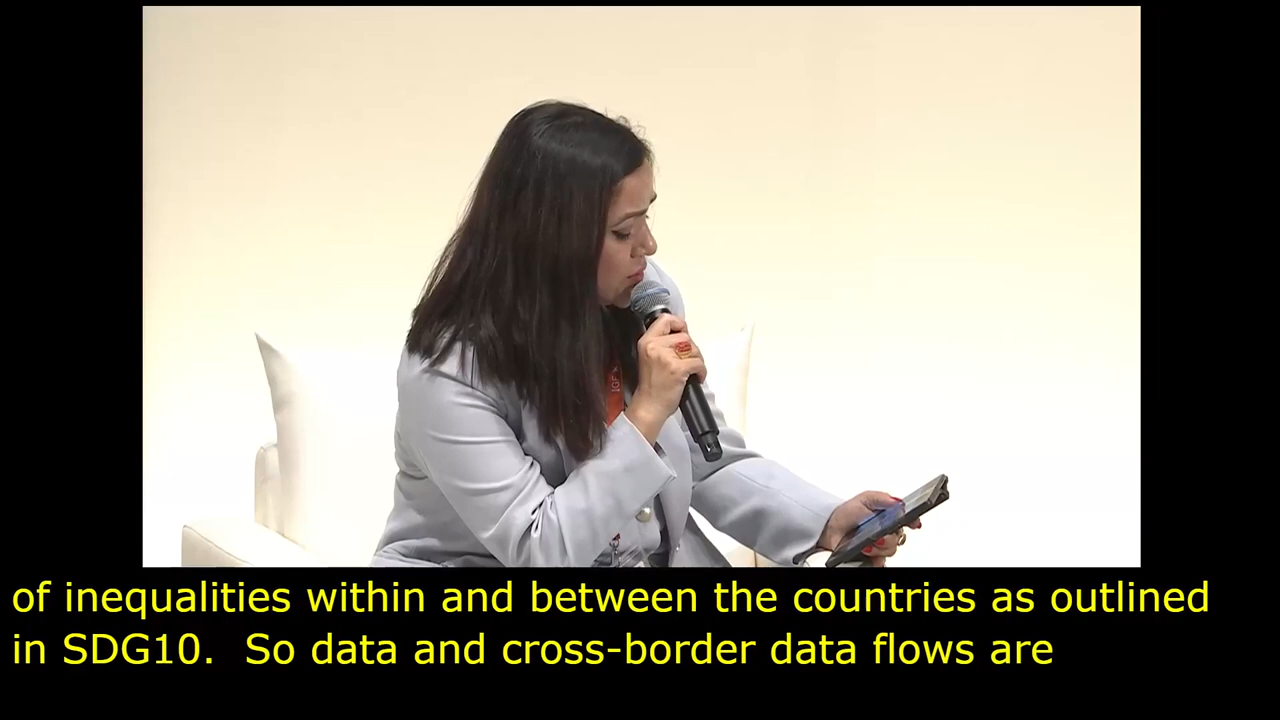 IGF
of inequalities within and between the countries as outlined
in SDG10.  So data and cross-border data flows are